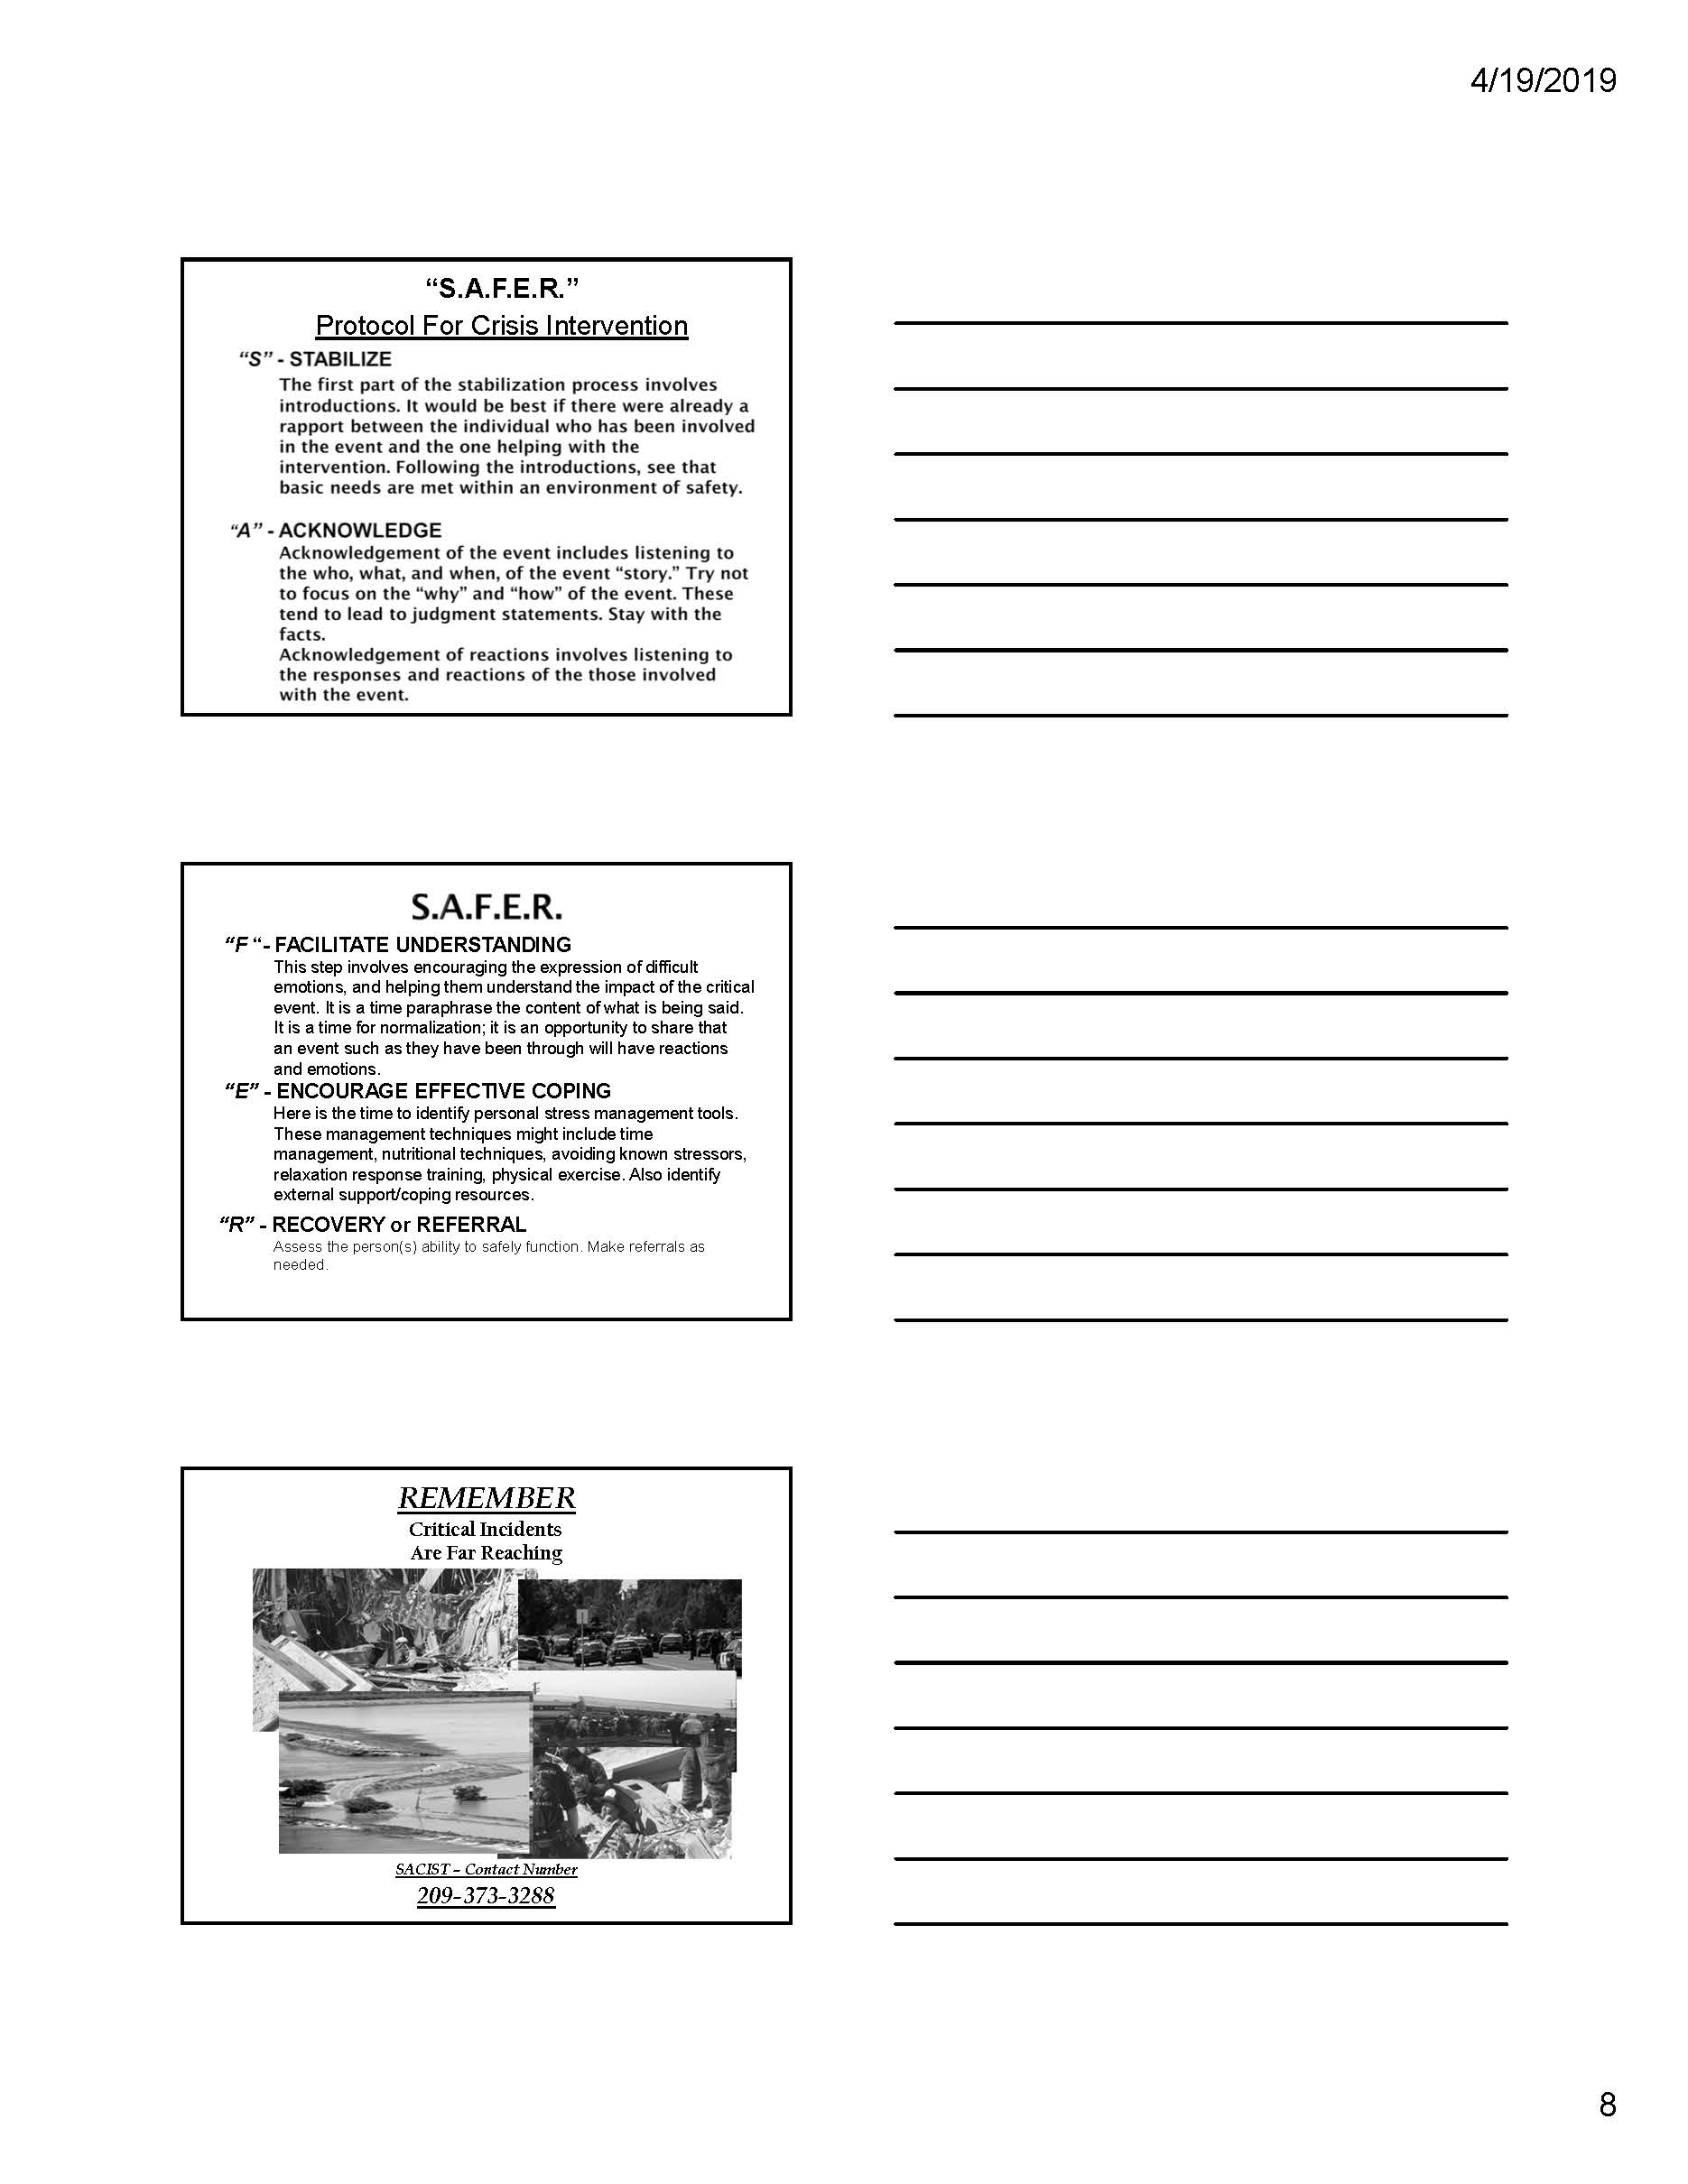 4/19/2019
“S.A.F.E.R.”
Protocol For Crisis Intervention
“S” - STABILIZE
The first part of the stabilization process involves
introductions. It would be best if there were already a
rapport between the individual who has been involved
in the event and the one helping with the
intervention. Following the introductions, see that
basic needs are met within an environment of safety.
“A” - ACKNOWLEDGE
Acknowledgement of the event includes listening to
the who, what, and when, of the event “story.” Try not
to focus on the “why” and “how” of the event. These
tend to lead to judgment statements. Stay with the
facts.
Acknowledgement of reactions involves listening to
the responses and reactions of the those involved
with the event.
S.A.F.E.R.
“F “- FACILITATE UNDERSTANDING
This step involves encouraging the expression of difficult
emotions, and helping them understand the impact of the critical
event. It is a time paraphrase the content of what is being said.
It is a time for normalization; it is an opportunity to share that
an event such as they have been through will have reactions
and emotions.
“E” - ENCOURAGE EFFECTIVE COPING
Here is the time to identify personal stress management tools.
These management techniques might include time
management, nutritional techniques, avoiding known stressors,
relaxation response training, physical exercise. Also identify
external support/coping resources.
“R” - RECOVERY or REFERRAL
Assess the person(s) ability to safely function. Make referrals as
needed.
REMEMBER
Critical Incidents
Are Far Reaching
SACIST – Contact Number
209-373-3288
8